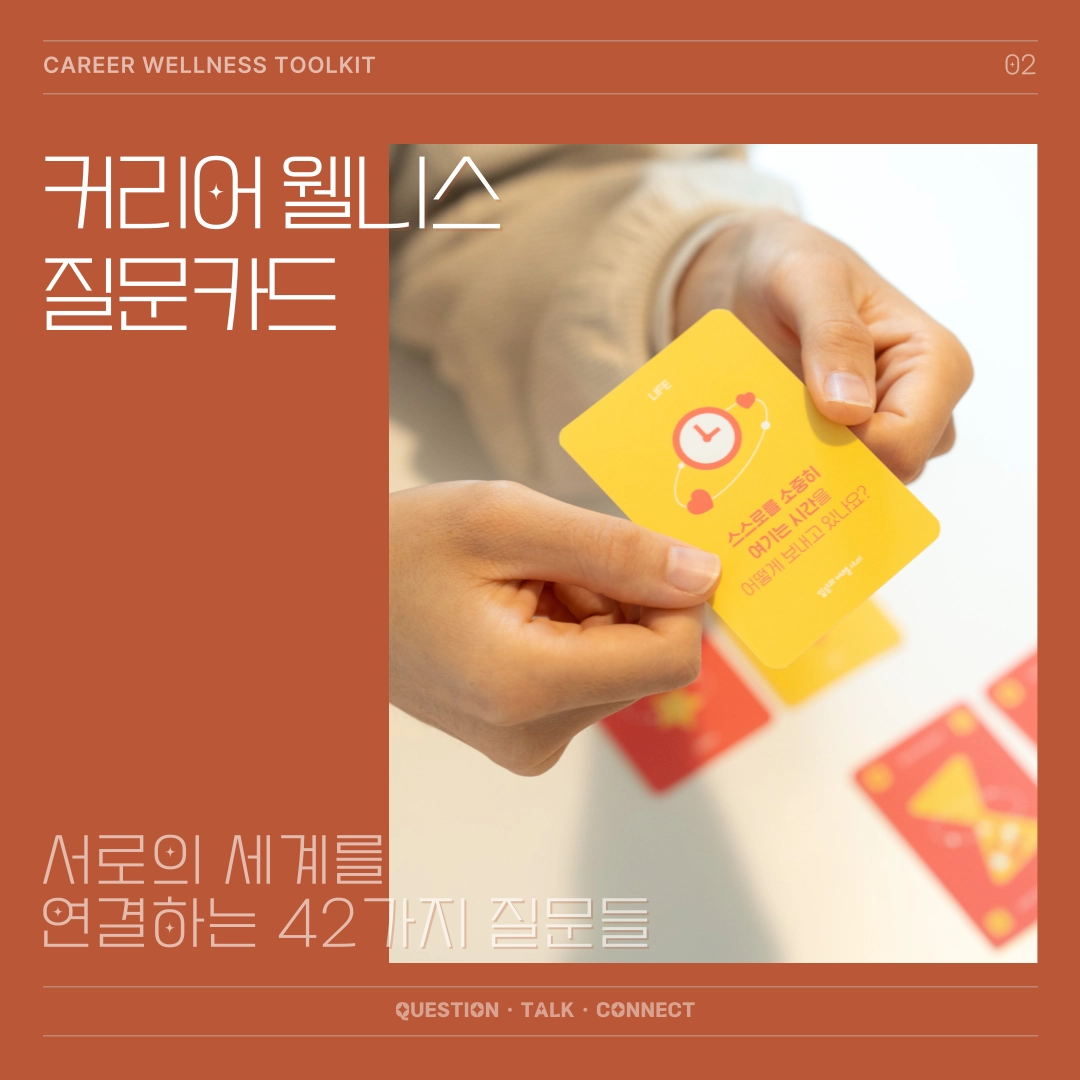 CAREER WELLNESS TOOLKIT
02
커리어 웰니스
질문카드
LIFE
스스로를 소중히
여기는 시간을
어떻게 보내고 있나요?
서로의 세계를
연결하는 42가지 질문들
QUESTION · TALK · CONNECT